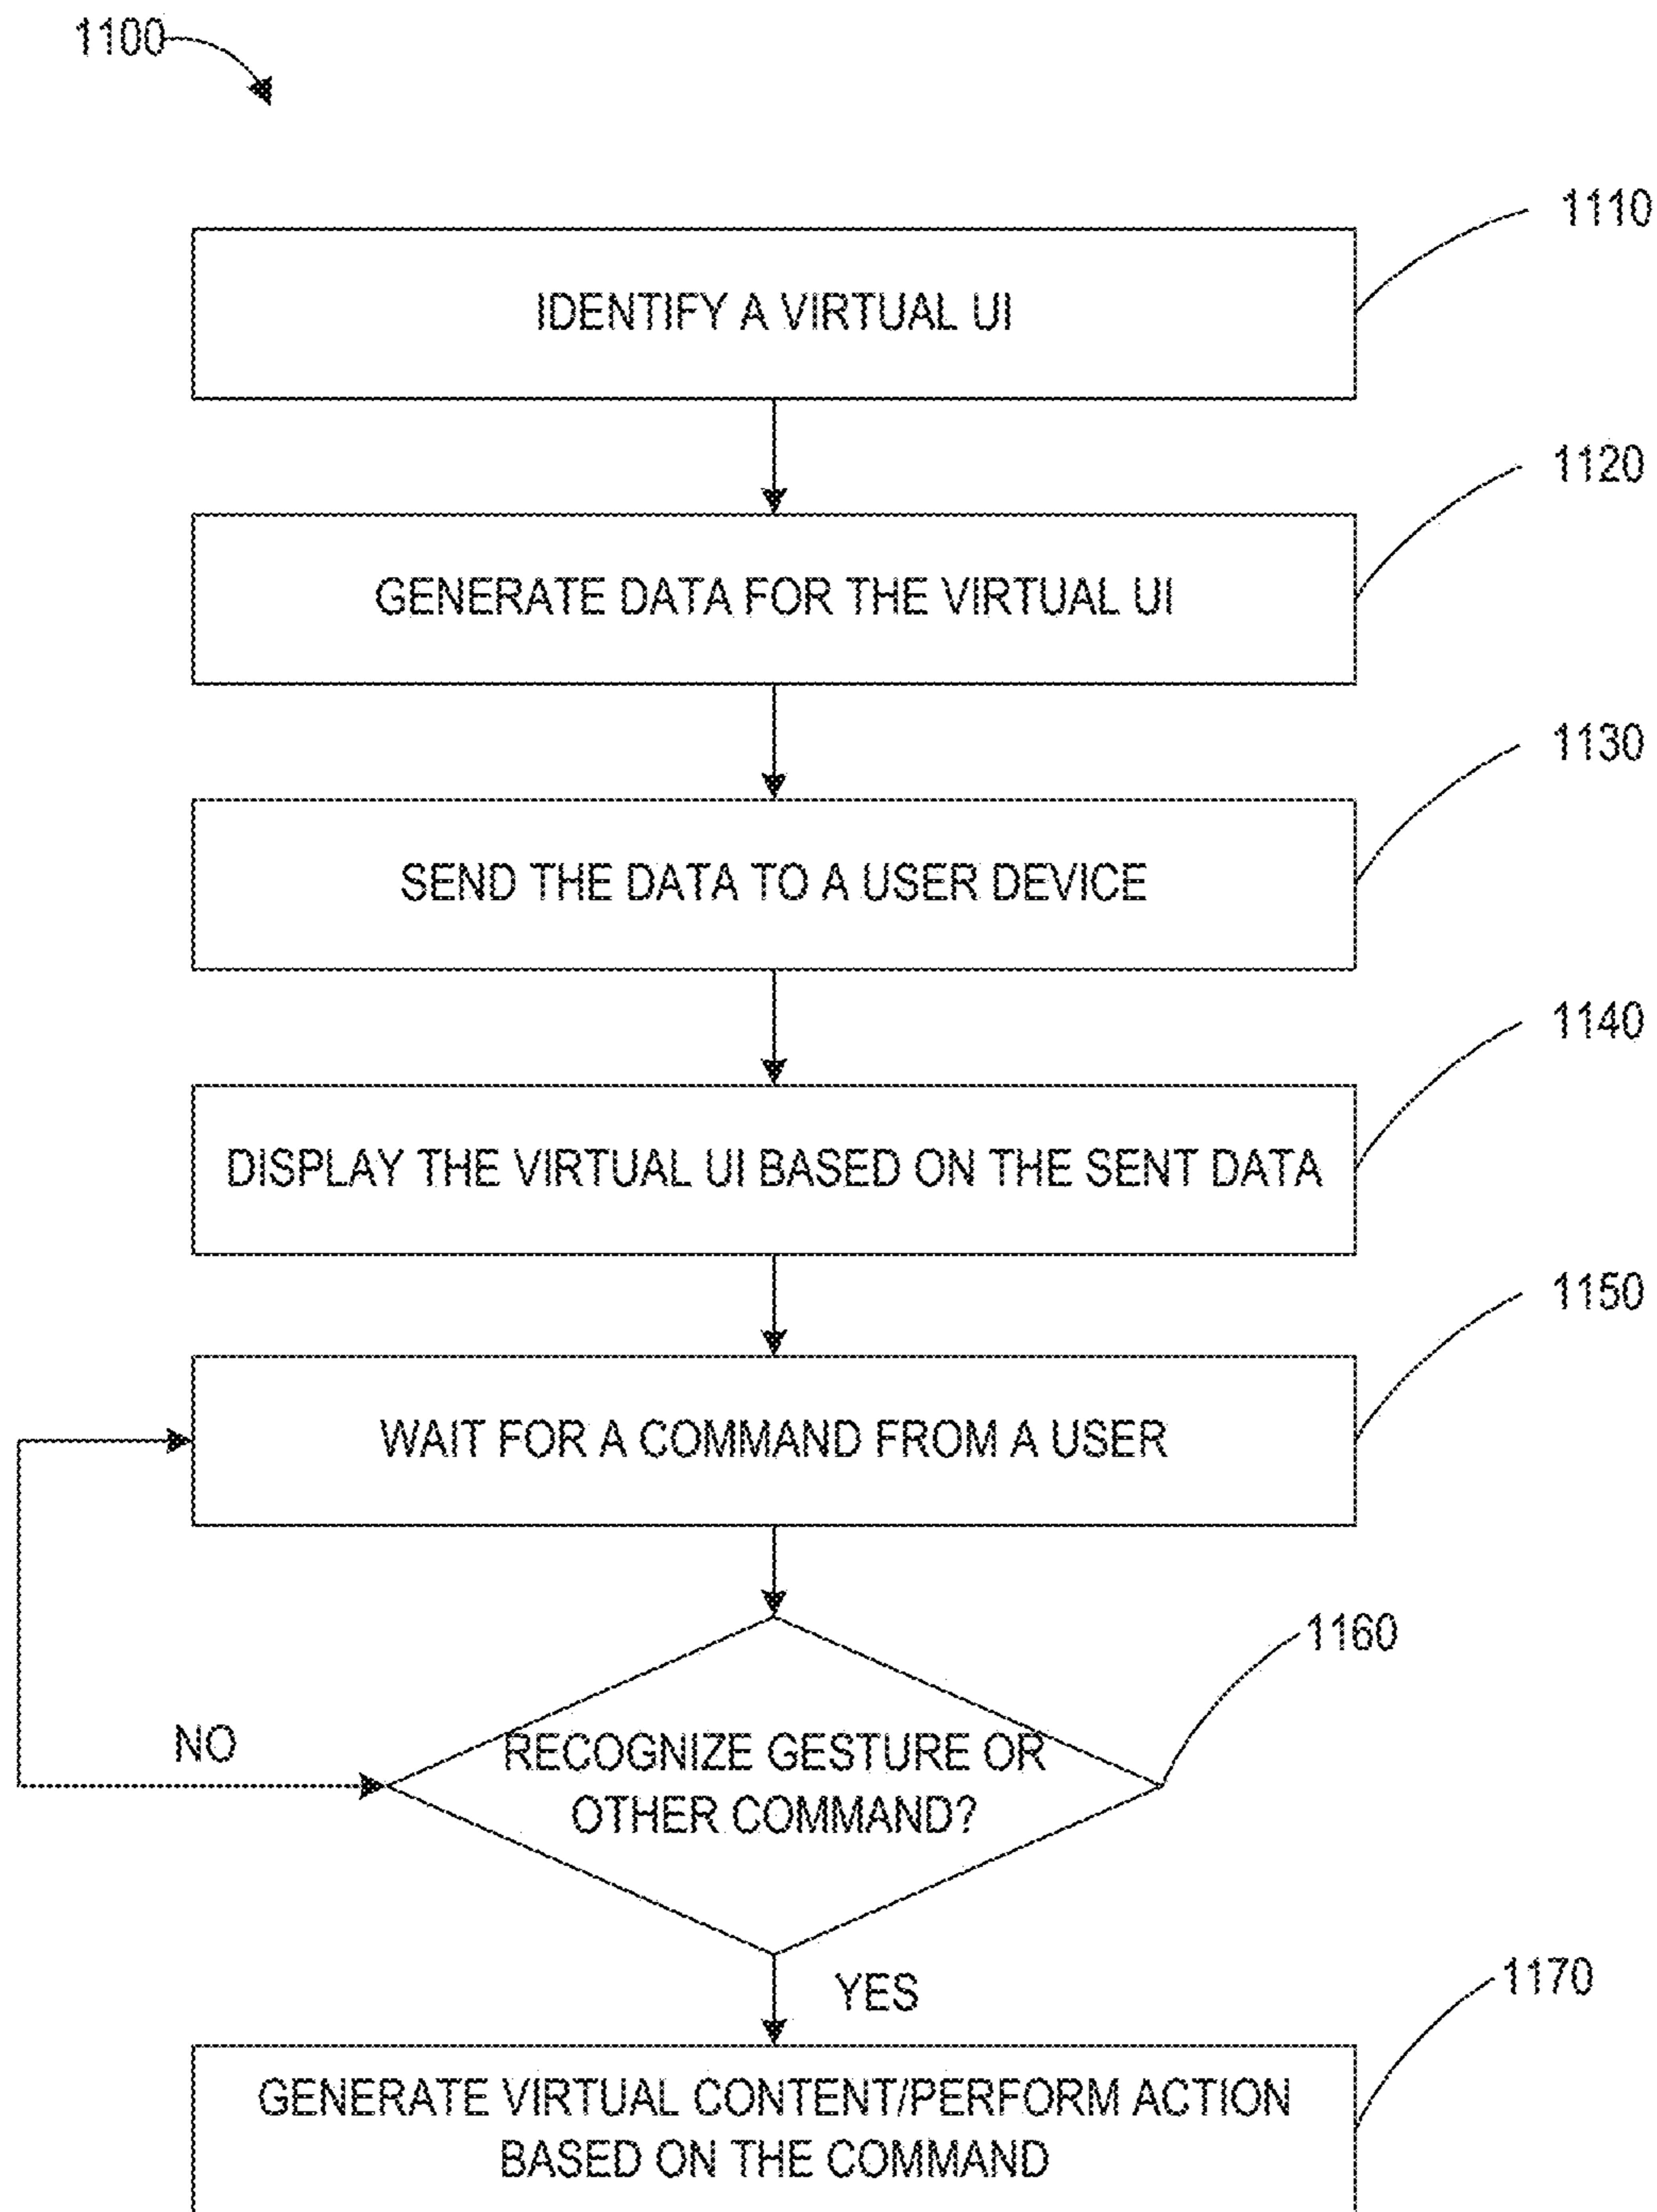 1100
1110
IDENTIFY A VIRTUAL UI
1120
GENERATE DATA FOR THE VIRTUAL UI
1130
SEND THE DATA TO A USER DEVICE
1140
DISPLAY THE VIRTUAL UI BASED ON THE SENT DATA
1150
WAIT FOR A COMMAND FROM A USER
1160
NO
RECOGNIZE GESTURE OR
OTHER COMMAND?
YES
1170
GENERATE VIRTUAL CONTENT/PERFORM ACTION
BASED ON THE COMMAND